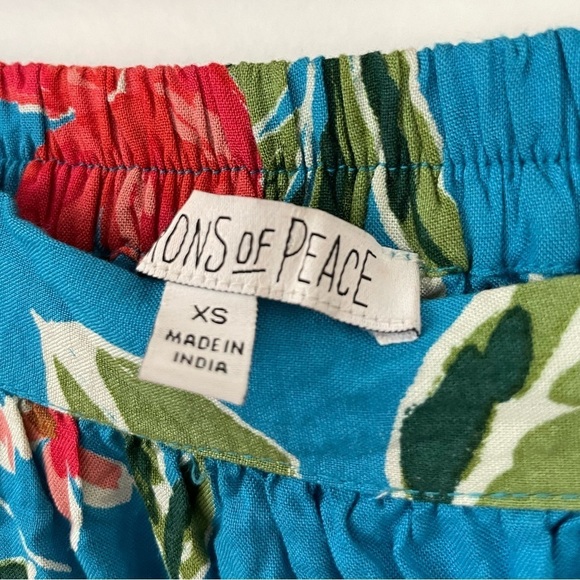 IONS OF PEACE
XS
MADE IN
INDIA